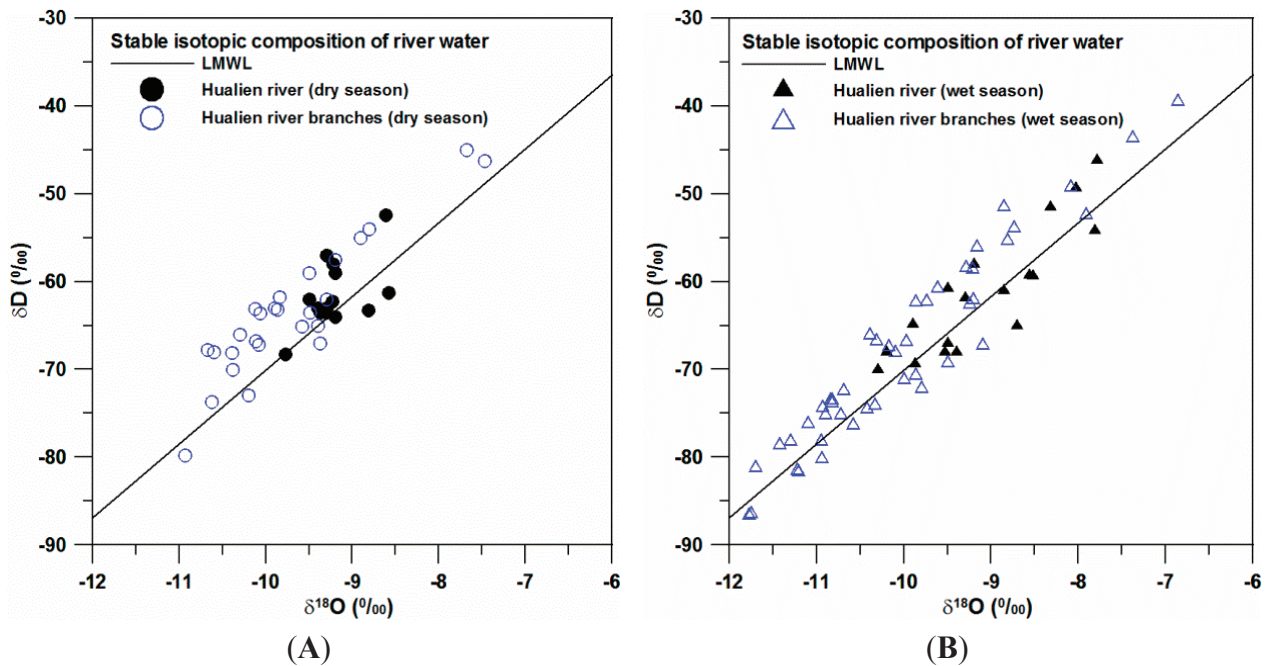 -30
-40
-50
-60
-70
-80
-90
δD (⁰/₀₀)
Stable isotopic composition of river water
LMWL
Hualien river (dry season)
Hualien river branches (dry season)
-12 -11 -10 -9 -8 -7 -6
δ¹⁸O (⁰/₀₀)
(A)
-30
-40
-50
-60
-70
-80
-90
δD (⁰/₀₀)
Stable isotopic composition of river water
LMWL
Hualien river (wet season)
Hualien river branches (wet season)
-12 -11 -10 -9 -8 -7 -6
δ¹⁸O (⁰/₀₀)
(B)